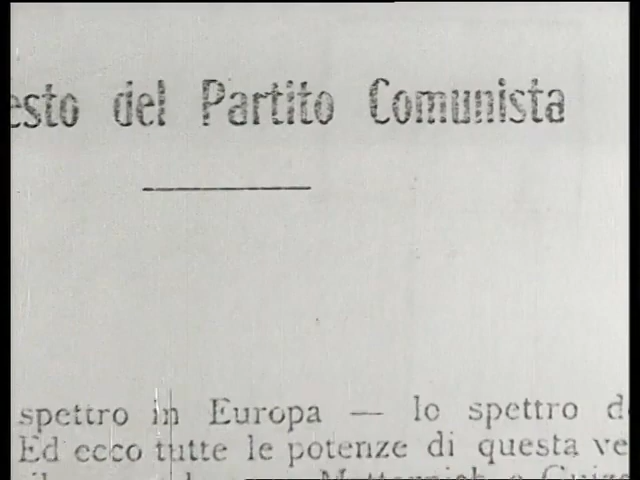 esto del Partito Comunista
spettro in Europa — lo spettro d
Ed ecco tutte le potenze di questa ve